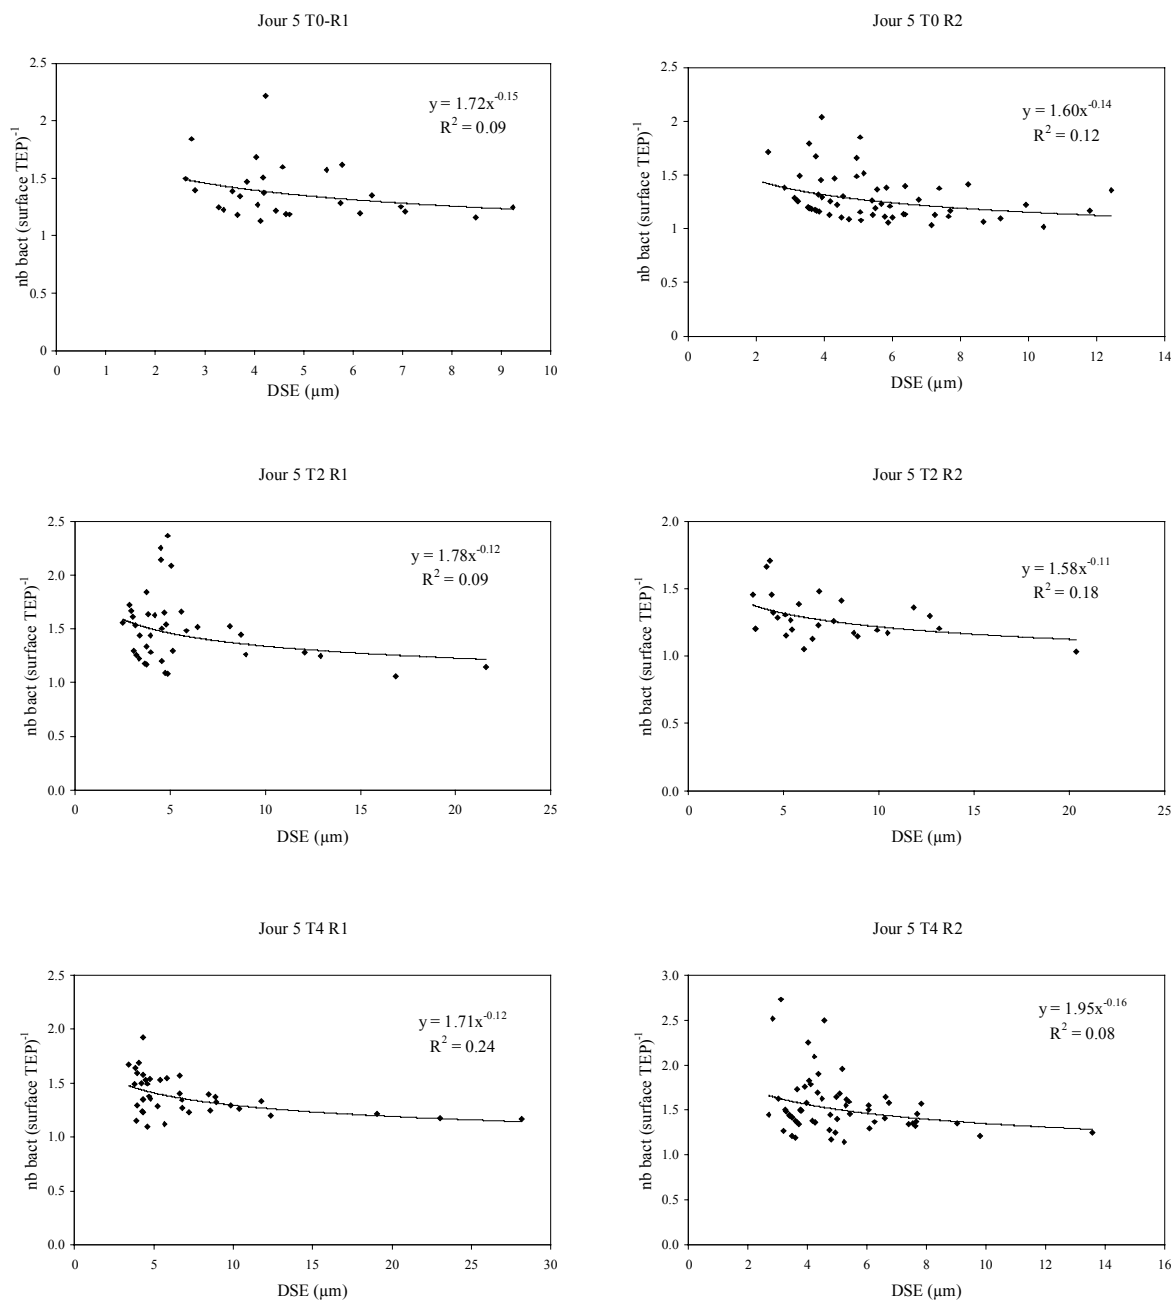 Jour 5 T0-R1
2.5
2
1.5
1
0.5
0
nb bact (surface TEP)⁻¹
y = 1.72x⁻⁰·¹⁵
R² = 0.09
0 1 2 3 4 5 6 7 8 9 10
DSE (µm)
Jour 5 T0 R2
2.5
2
1.5
1
0.5
0
nb bact (surface TEP)⁻¹
y = 1.60x⁻⁰·¹⁴
R² = 0.12
0 2 4 6 8 10 12 14
DSE (µm)
Jour 5 T2 R1
2.5
2.0
1.5
1.0
0.5
0.0
nb bact (surface TEP)⁻¹
y = 1.78x⁻⁰·¹²
R² = 0.09
0 5 10 15 20 25
DSE (µm)
Jour 5 T2 R2
2.0
1.5
1.0
0.5
0.0
nb bact (surface TEP)⁻¹
y = 1.58x⁻⁰·¹¹
R² = 0.18
0 5 10 15 20 25
DSE (µm)
Jour 5 T4 R1
2.5
2.0
1.5
1.0
0.5
0.0
nb bact (surface TEP)⁻¹
y = 1.71x⁻⁰·¹²
R² = 0.24
0 5 10 15 20 25 30
DSE (µm)
Jour 5 T4 R2
3.0
2.5
2.0
1.5
1.0
0.5
0.0
nb bact (surface TEP)⁻¹
y = 1.95x⁻⁰·¹⁶
R² = 0.08
0 2 4 6 8 10 12 14 16
DSE (µm)